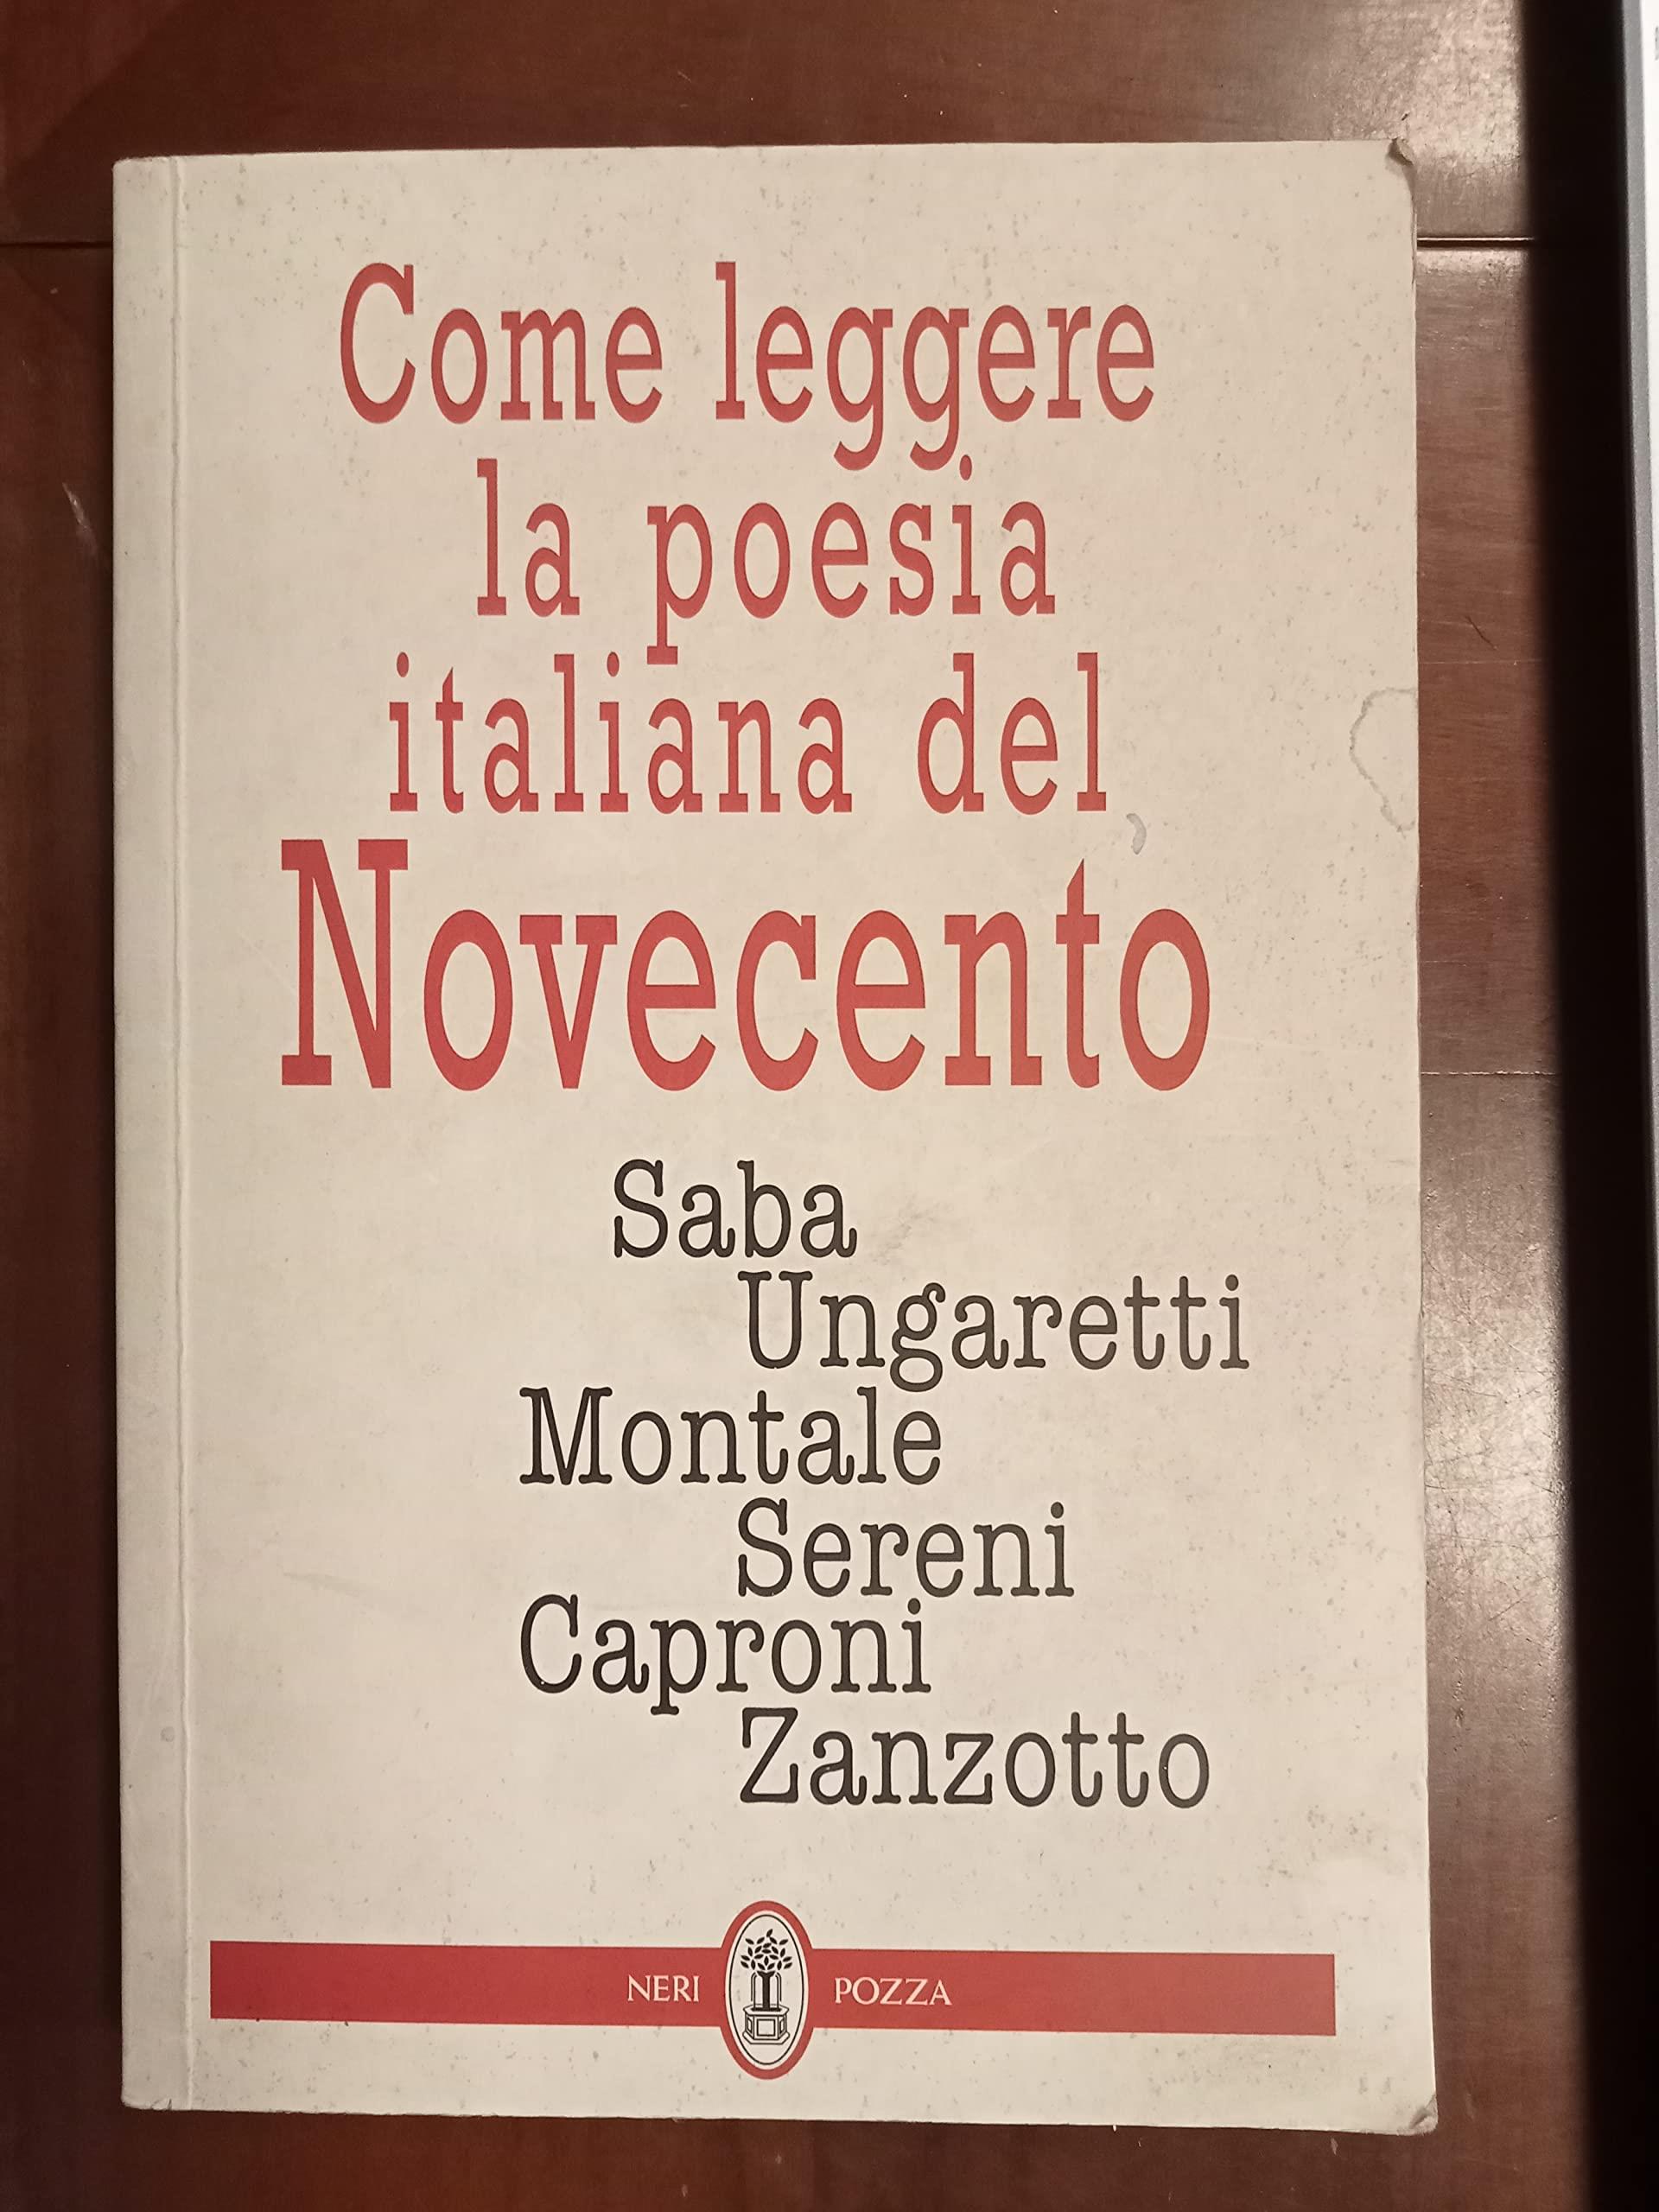 Come leggere
la poesia
italiana del
Novecento
Saba
Ungaretti
Montale
Sereni
Caproni
Zanzotto
NERI POZZA